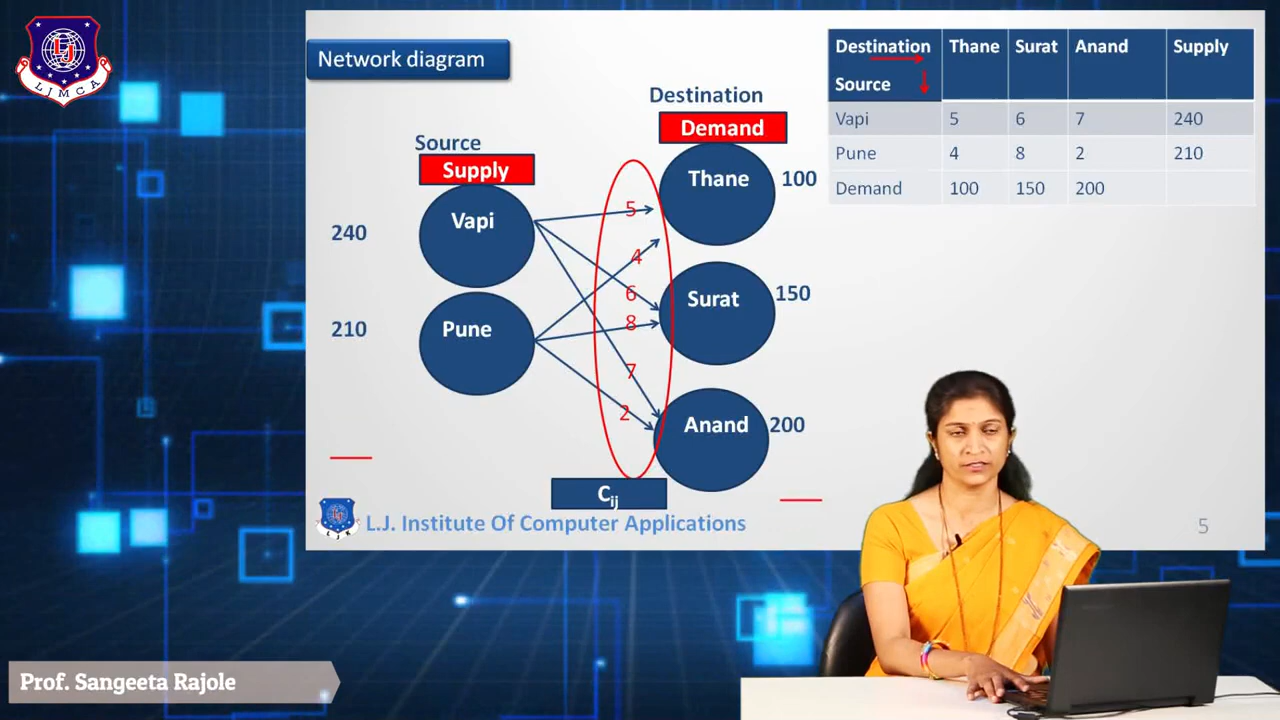 LJ
LJMCA
Network diagram
Source
Supply
240
Vapi
210
Pune
Destination
Demand
Thane
100
Surat
150
Anand
200
5
4
6
8
7
2
Cij
Destination Thane Surat Anand Supply
Source
Vapi 5 6 7 240
Pune 4 8 2 210
Demand 100 150 200
L.J. Institute Of Computer Applications
5
Prof. Sangeeta Rajole